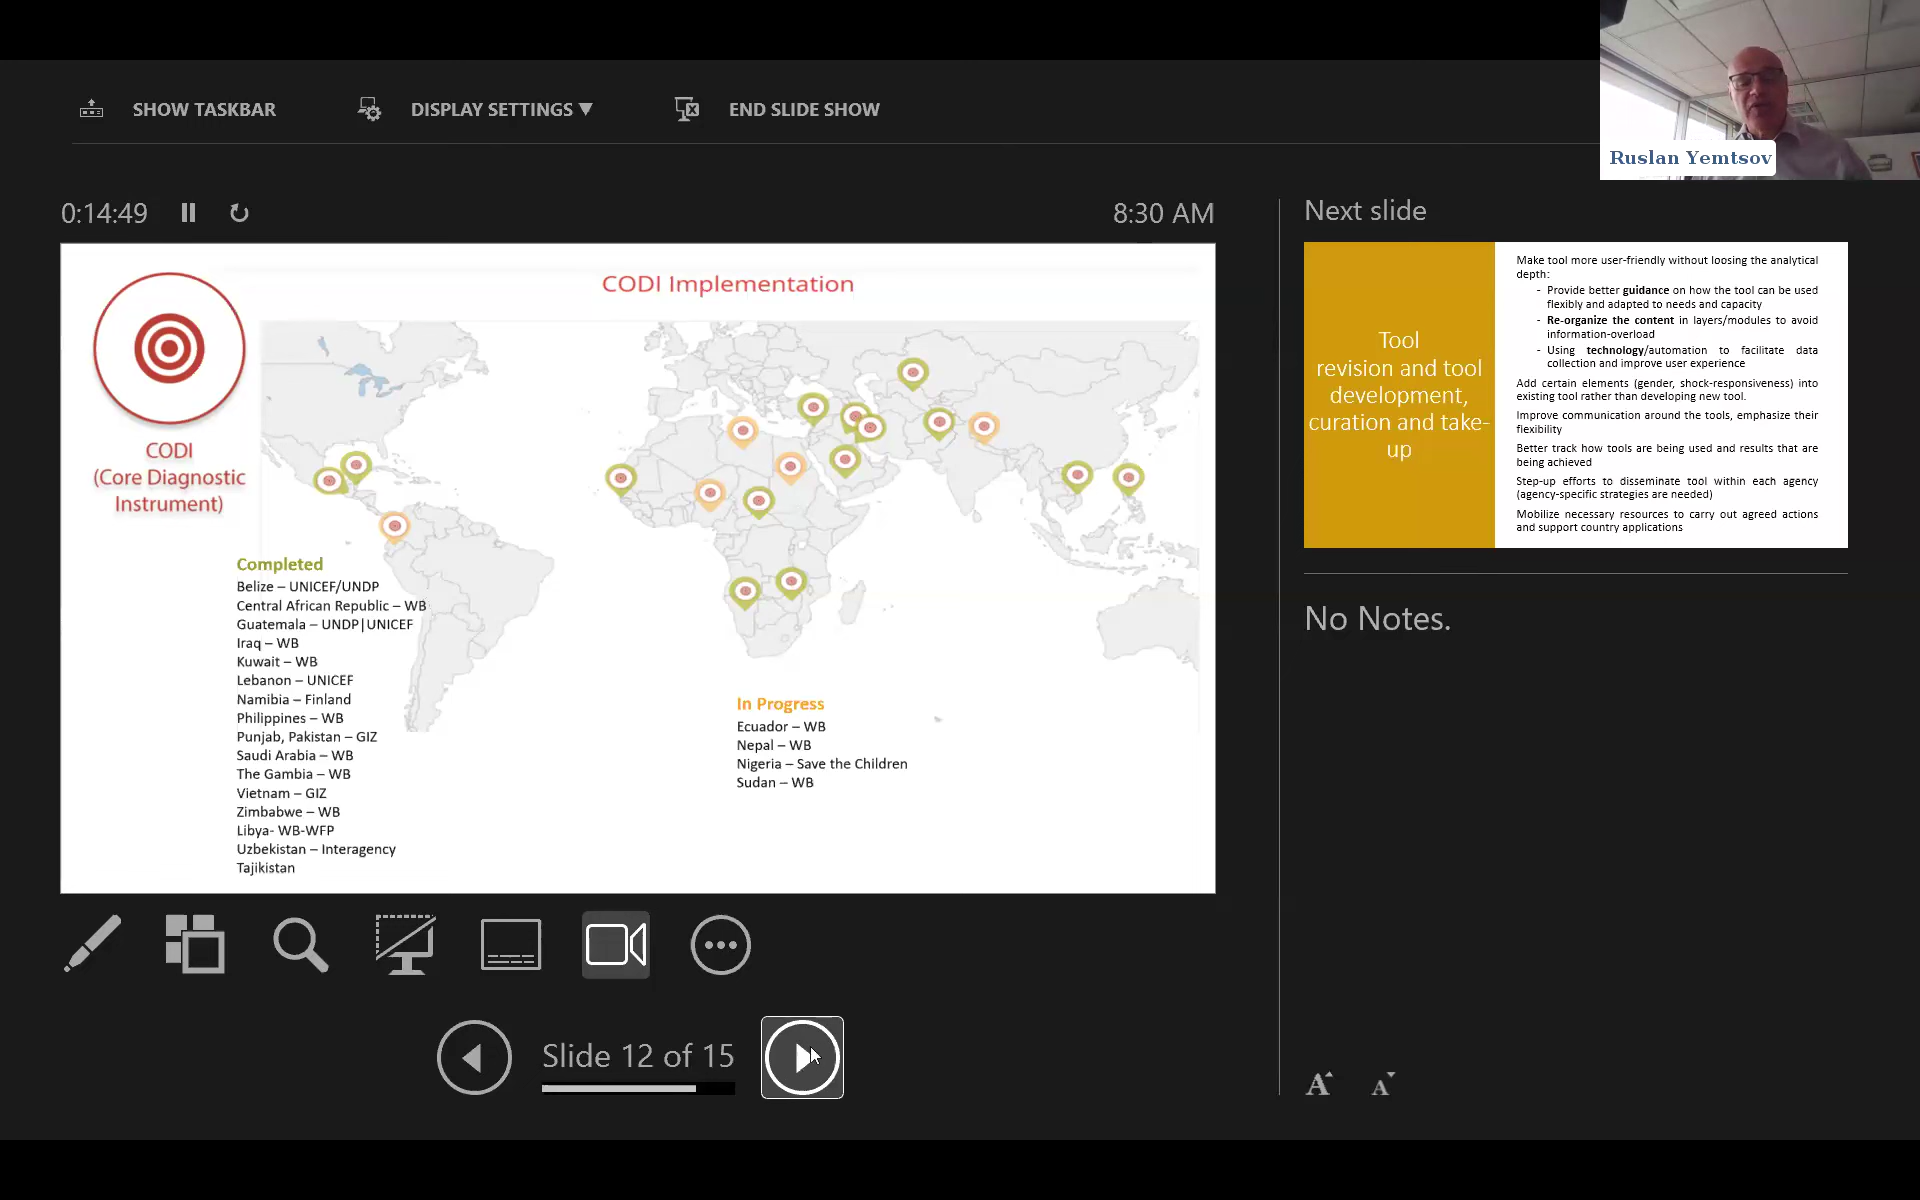 SHOW TASKBAR
DISPLAY SETTINGS ▼
END SLIDE SHOW
Ruslan Yemtsov
0:14:49
8:30 AM
CODI Implementation
CODI
(Core Diagnostic
Instrument)
Completed
Belize – UNICEF/UNDP
Central African Republic – WB
Guatemala – UNDP|UNICEF
Iraq – WB
Kuwait – WB
Lebanon – UNICEF
Namibia – Finland
Philippines – WB
Punjab, Pakistan – GIZ
Saudi Arabia – WB
The Gambia – WB
Vietnam – GIZ
Zimbabwe – WB
Libya- WB-WFP
Uzbekistan – Interagency
Tajikistan
In Progress
Ecuador – WB
Nepal – WB
Nigeria – Save the Children
Sudan – WB
Slide 12 of 15
Next slide
Tool
revision and tool
development,
curation and take-
up
Make tool more user-friendly without loosing the analytical
depth:
- Provide better guidance on how the tool can be used
flexibly and adapted to needs and capacity
- Re-organize the content in layers/modules to avoid
information-overload
- Using technology/automation to facilitate data
collection and improve user experience
Add certain elements (gender, shock-responsiveness) into
existing tool rather than developing new tool.
Improve communication around the tools, emphasize their
flexibility
Better track how tools are being used and results that are
being achieved
Step-up efforts to disseminate tool within each agency
(agency-specific strategies are needed)
Mobilize necessary resources to carry out agreed actions
and support country applications
No Notes.
A A